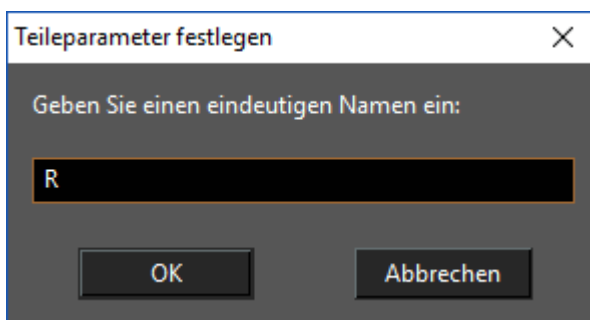 Teileparameter festlegen
Geben Sie einen eindeutigen Namen ein:
R
OK Abbrechen